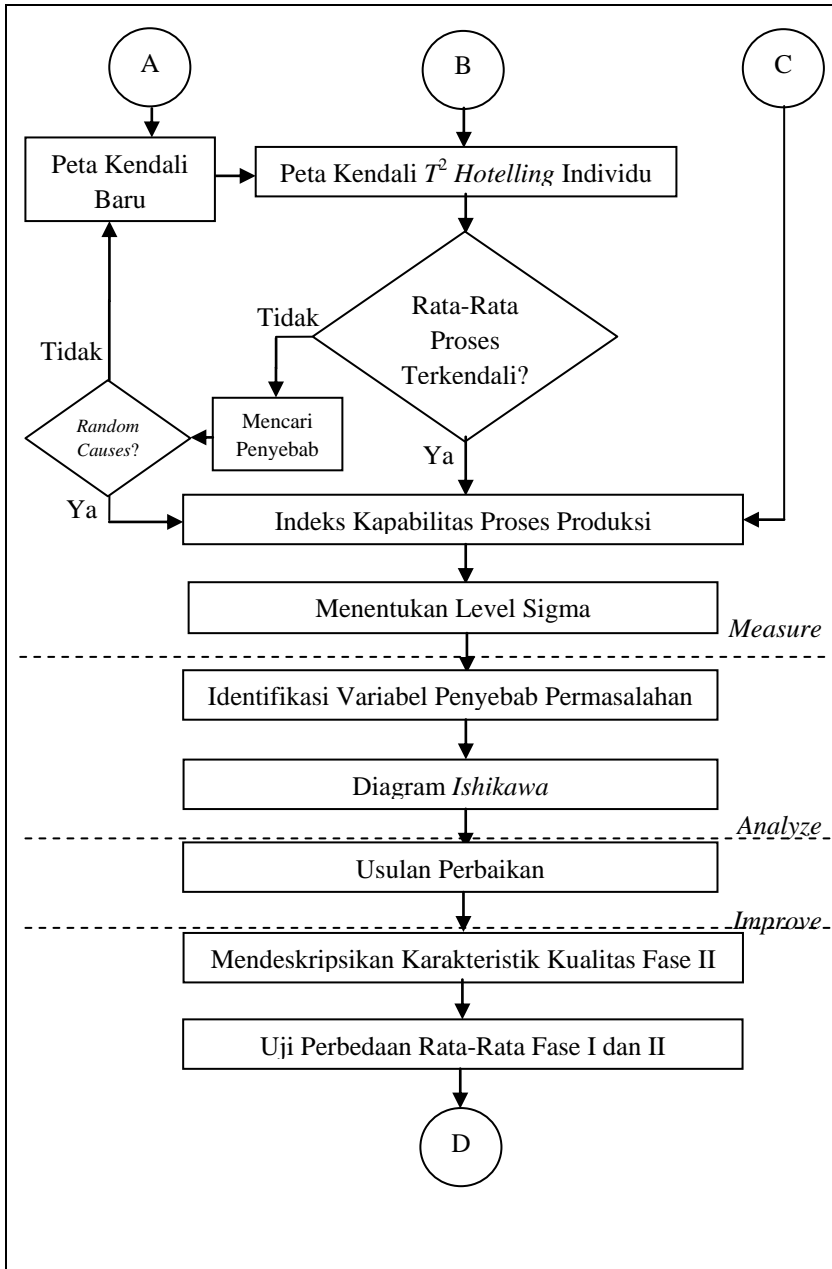 A
B
C
Peta Kendali
Baru
Peta Kendali T² Hotelling Individu
Rata-Rata
Proses
Terkendali?
Tidak
Tidak
Mencari
Penyebab
Random
Causes?
Ya
Ya
Indeks Kapabilitas Proses Produksi
Menentukan Level Sigma
Measure
Identifikasi Variabel Penyebab Permasalahan
Diagram Ishikawa
Analyze
Usulan Perbaikan
Improve
Mendeskripsikan Karakteristik Kualitas Fase II
Uji Perbedaan Rata-Rata Fase I dan II
D